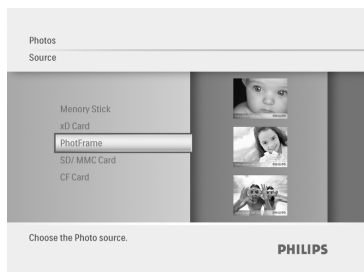 Photos
Source
Menory Stick
xD Card
PhotFrame
SD/ MMC Card
CF Card
Choose the Photo source.
PHILIPS